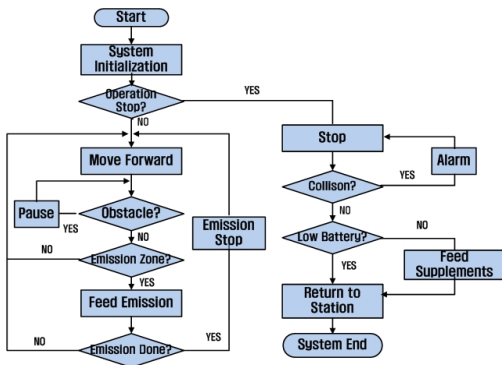 Start
System
Initialization
Operation
Stop?
YES
NO
Move Forward
Obstacle?
Pause
YES
NO
Emission Zone?
NO
YES
Feed Emission
Emission Done?
NO
YES
Emission
Stop
Stop
Alarm
Collison?
YES
NO
Low Battery?
NO
YES
Feed
Supplements
Return to
Station
System End